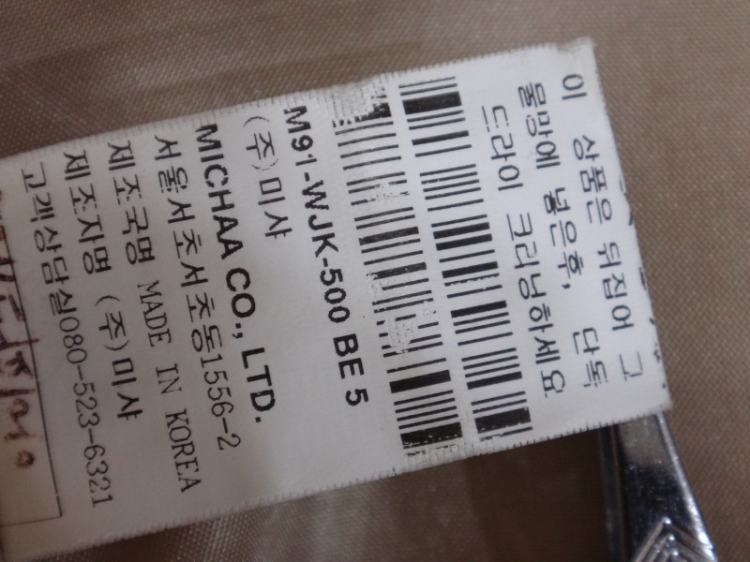 이 상품은 뒤집어 그
물망에 넣은후, 단독
드라이 크리닝하세요
M91-WJK-500 BE 5
(주)미샤
MICHAA CO., LTD.
서울서초서초동1556-2
제조국명 MADE IN KOREA
제조자명 (주)미샤
고객상담실080-523-6321